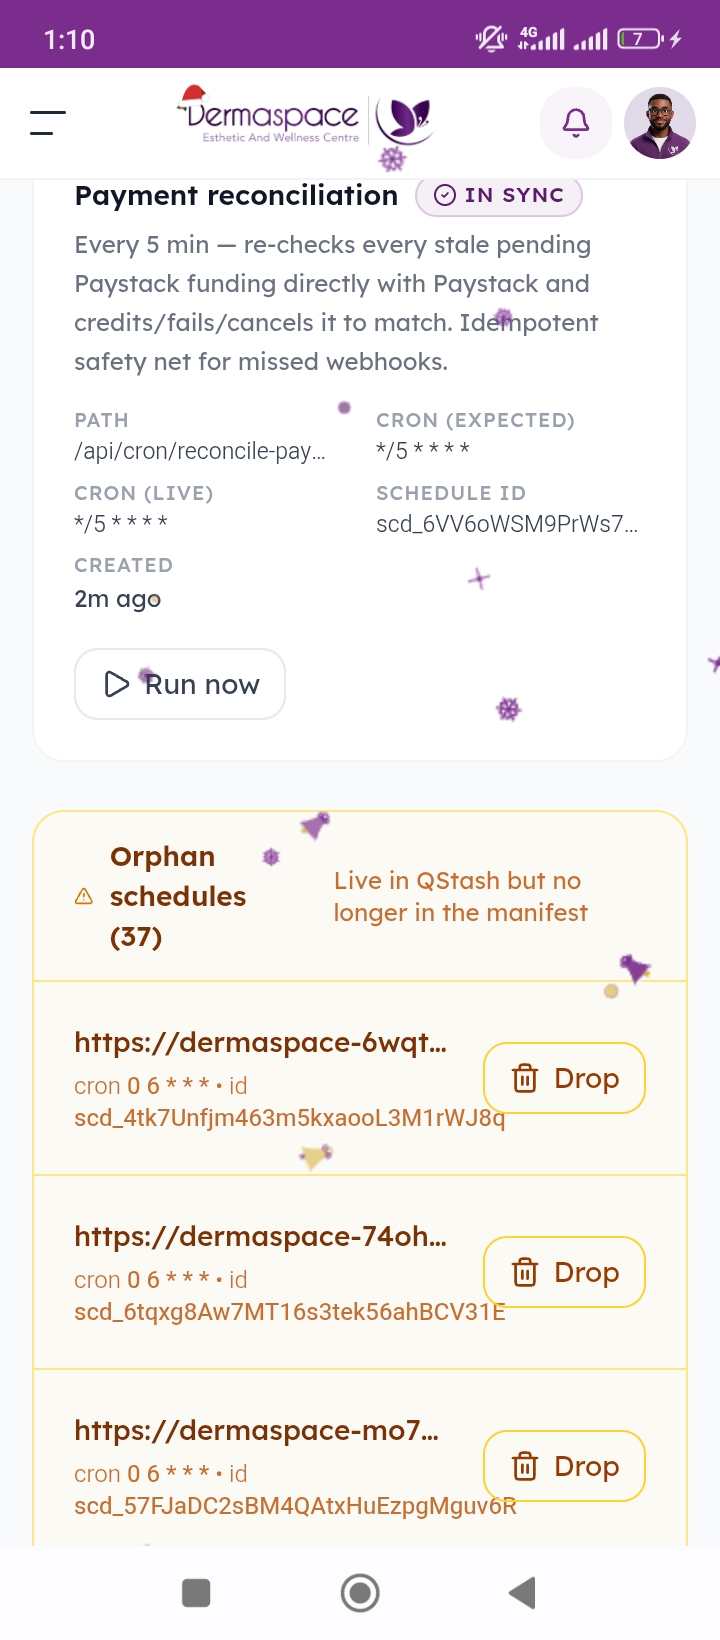 1:10
4G
7
Dermaspace
Esthetic And Wellness Centre
Payment reconciliation
IN SYNC
Every 5 min — re-checks every stale pending
Paystack funding directly with Paystack and
credits/fails/cancels it to match. Idempotent
safety net for missed webhooks.
PATH
CRON (EXPECTED)
/api/cron/reconcile-pay...
*/5 * * * *
CRON (LIVE)
SCHEDULE ID
*/5 * * * *
scd_6VV6oWSM9PrWs7...
CREATED
2m ago
Run now
Orphan
schedules
(37)
Live in QStash but no
longer in the manifest
https://dermaspace-6wqt...
cron 0 6 * * * • id
scd_4tk7Unfjm463m5kxaooL3M1rWJ8q
Drop
https://dermaspace-74oh...
cron 0 6 * * * • id
scd_6tqxg8Aw7MT16s3tek56ahBCV31E
Drop
https://dermaspace-mo7...
cron 0 6 * * * • id
scd_57FJaDC2sBM4QAtxHuEzpgMguv6R
Drop